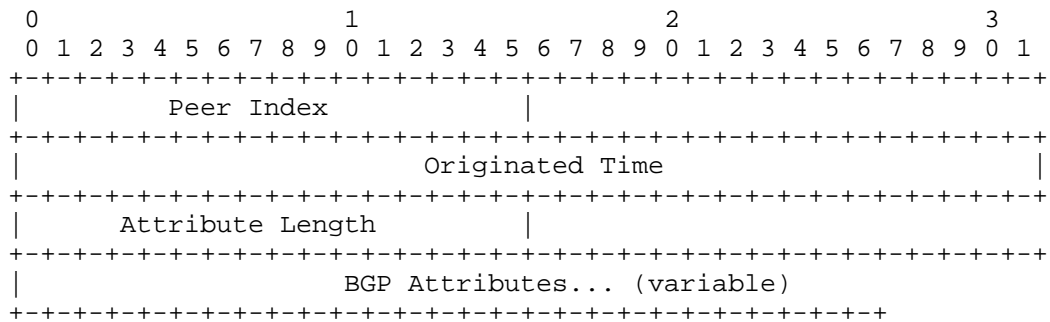 0                   1                   2                   3
 0 1 2 3 4 5 6 7 8 9 0 1 2 3 4 5 6 7 8 9 0 1 2 3 4 5 6 7 8 9 0 1
+-+-+-+-+-+-+-+-+-+-+-+-+-+-+-+-+-+-+-+-+-+-+-+-+-+-+-+-+-+-+-+-+
|         Peer Index            |
+-+-+-+-+-+-+-+-+-+-+-+-+-+-+-+-+-+-+-+-+-+-+-+-+-+-+-+-+-+-+-+-+
|                         Originated Time                       |
+-+-+-+-+-+-+-+-+-+-+-+-+-+-+-+-+-+-+-+-+-+-+-+-+-+-+-+-+-+-+-+-+
|      Attribute Length         |
+-+-+-+-+-+-+-+-+-+-+-+-+-+-+-+-+-+-+-+-+-+-+-+-+-+-+-+-+-+-+-+-+
|                    BGP Attributes... (variable)
+-+-+-+-+-+-+-+-+-+-+-+-+-+-+-+-+-+-+-+-+-+-+-+-+-+-+-+